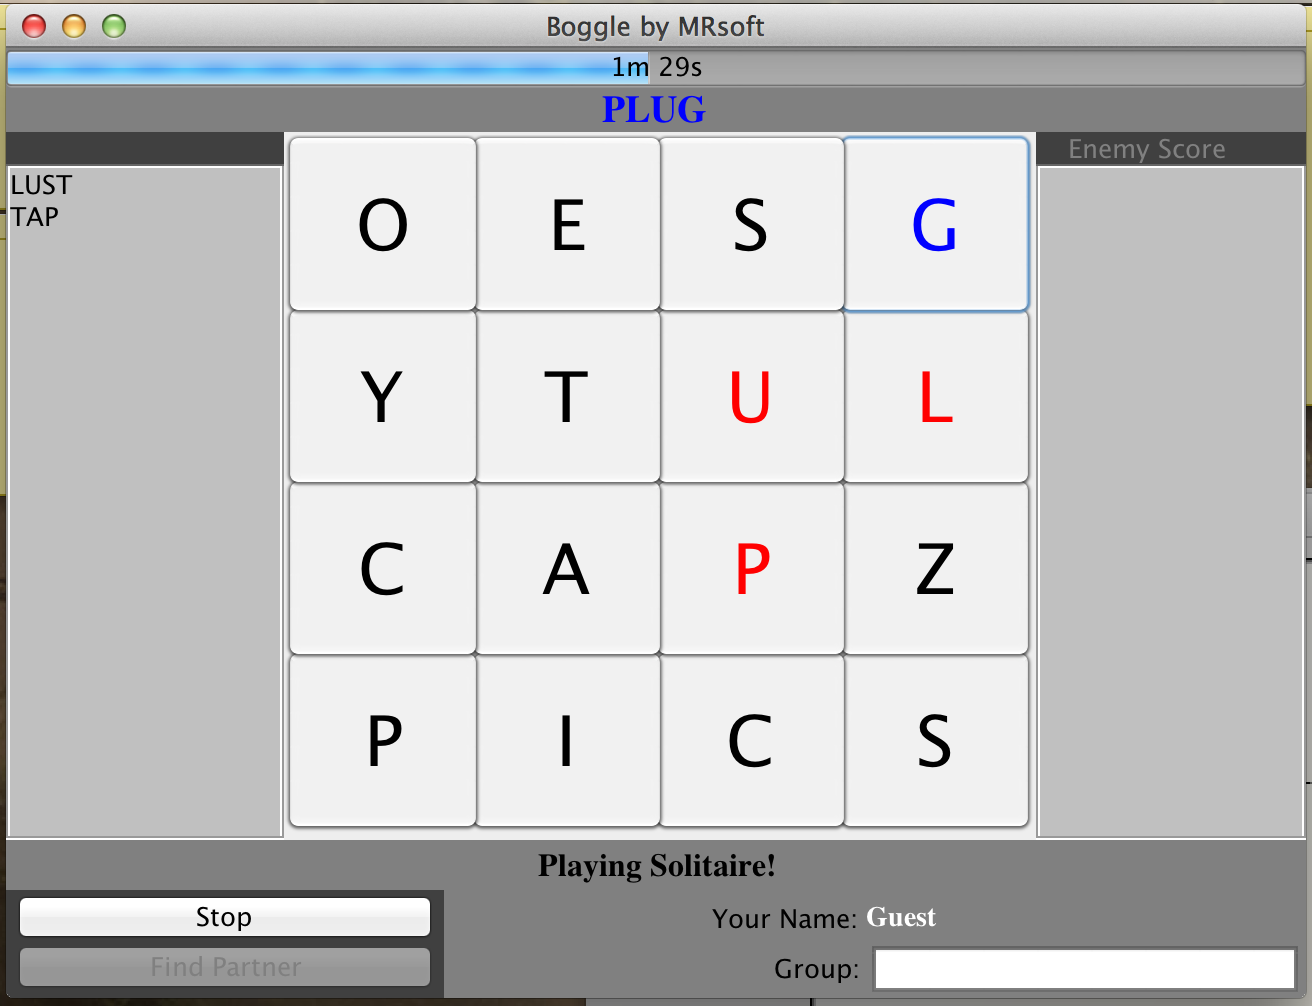 Boggle by MRsoft
1m 29s
PLUG
Enemy Score
LUST
TAP
O E S G
Y T U L
C A P Z
P I C S
Playing Solitaire!
Stop
Your Name: Guest
Find Partner
Group: